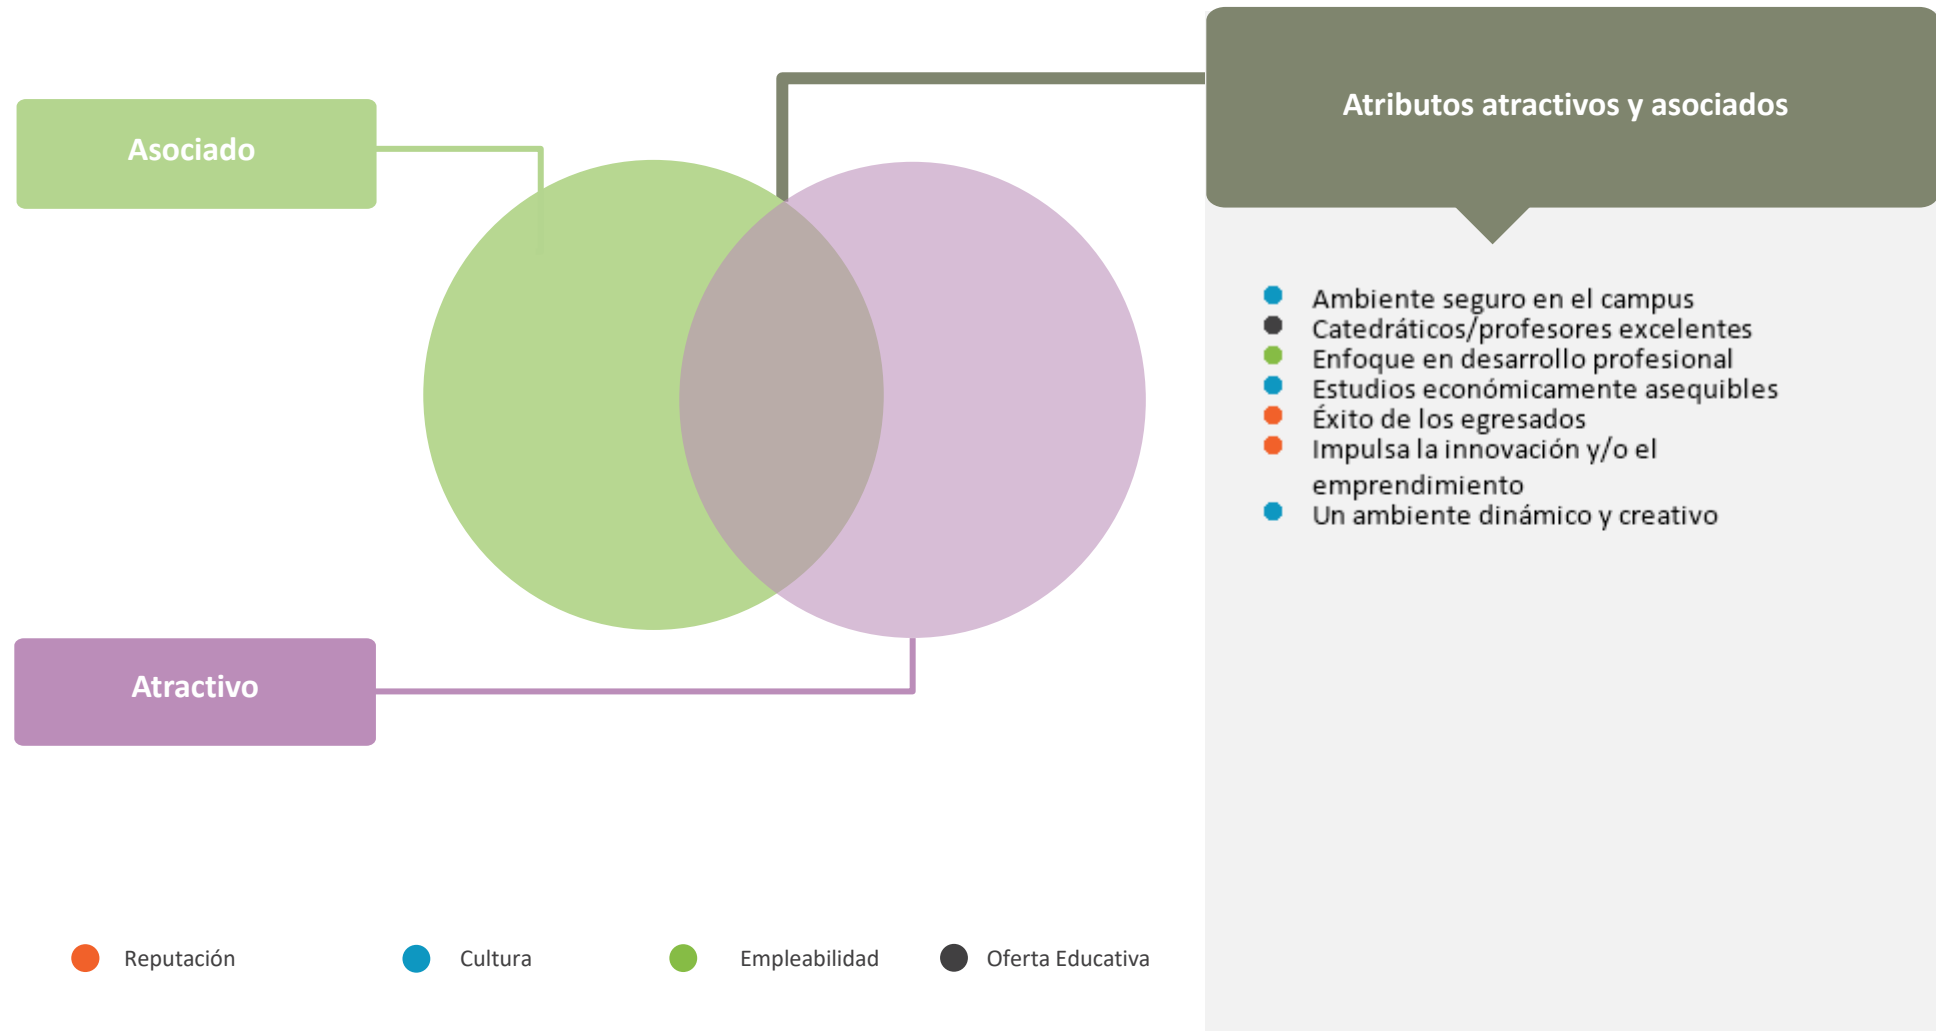 Atributos atractivos y asociados
Asociado
Ambiente seguro en el campus
Catedráticos/profesores excelentes
Enfoque en desarrollo profesional
Estudios económicamente asequibles
Éxito de los egresados
Impulsa la innovación y/o el
emprendimiento
Un ambiente dinámico y creativo
Atractivo
Reputación
Cultura
Empleabilidad
Oferta Educativa